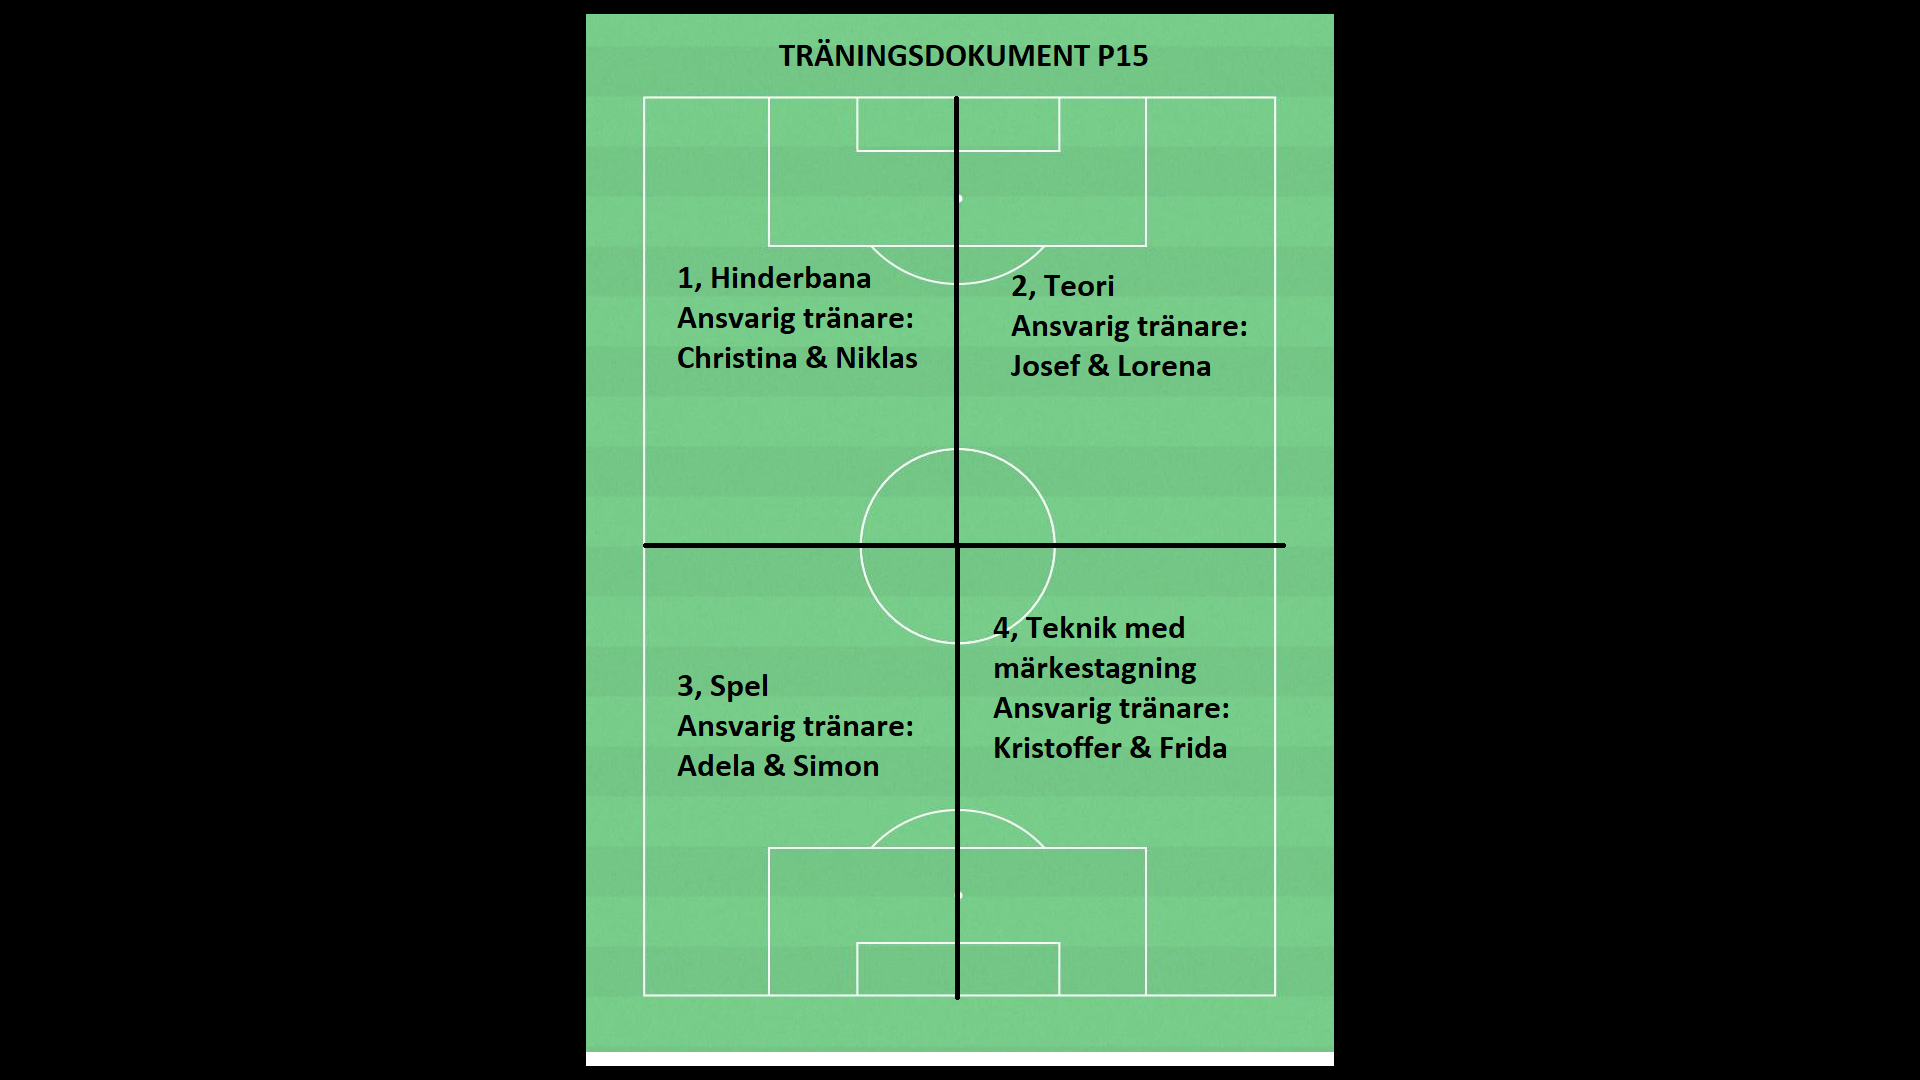 TRÄNINGSDOKUMENT P15
1, Hinderbana
Ansvarig tränare:
Christina & Niklas
2, Teori
Ansvarig tränare:
Josef & Lorena
3, Spel
Ansvarig tränare:
Adela & Simon
4, Teknik med
märkestagning
Ansvarig tränare:
Kristoffer & Frida